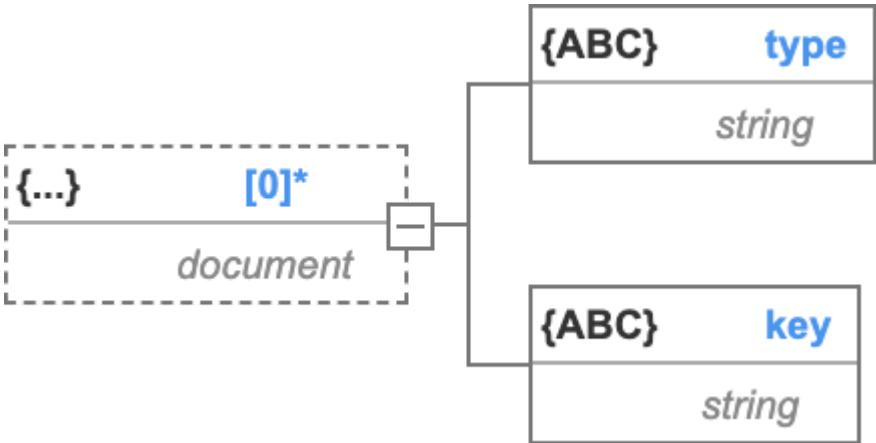 {ABC} type
string
{...} [0]*
document
{ABC} key
string